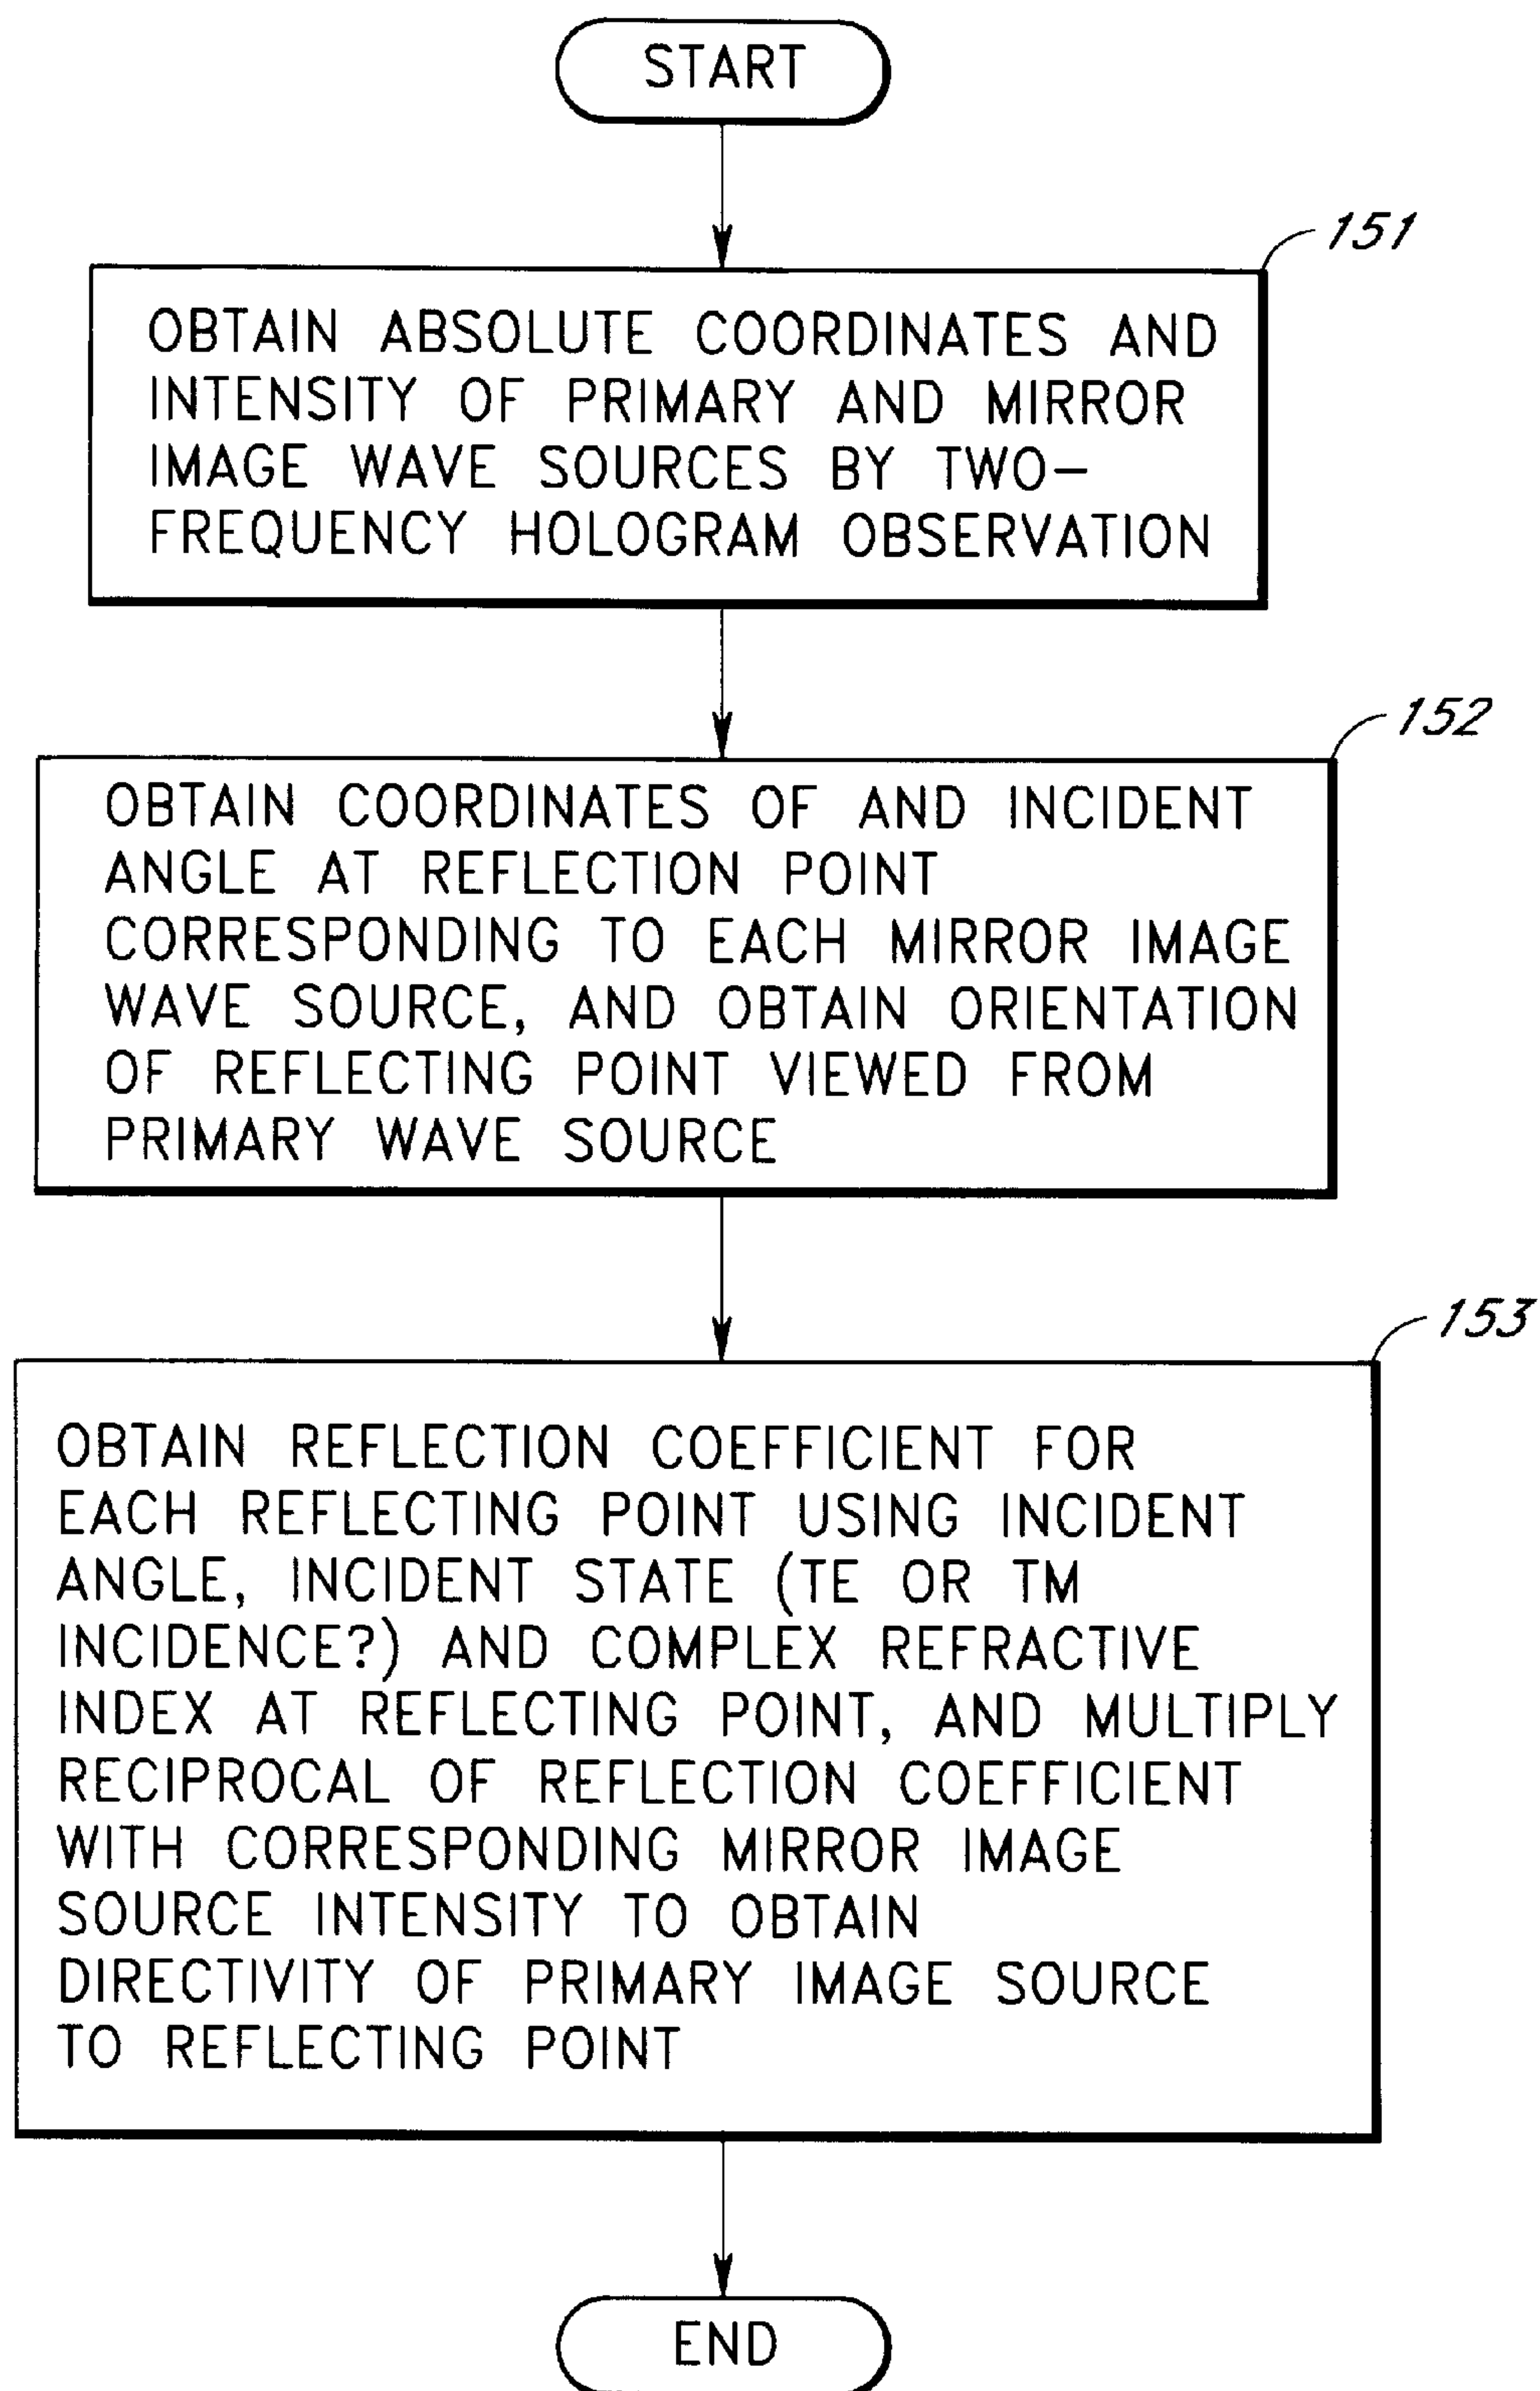 START
151
OBTAIN ABSOLUTE COORDINATES AND
INTENSITY OF PRIMARY AND MIRROR
IMAGE WAVE SOURCES BY TWO-
FREQUENCY HOLOGRAM OBSERVATION
152
OBTAIN COORDINATES OF AND INCIDENT
ANGLE AT REFLECTION POINT
CORRESPONDING TO EACH MIRROR IMAGE
WAVE SOURCE, AND OBTAIN ORIENTATION
OF REFLECTING POINT VIEWED FROM
PRIMARY WAVE SOURCE
153
OBTAIN REFLECTION COEFFICIENT FOR
EACH REFLECTING POINT USING INCIDENT
ANGLE, INCIDENT STATE (TE OR TM
INCIDENCE?) AND COMPLEX REFRACTIVE
INDEX AT REFLECTING POINT, AND MULTIPLY
RECIPROCAL OF REFLECTION COEFFICIENT
WITH CORRESPONDING MIRROR IMAGE
SOURCE INTENSITY TO OBTAIN
DIRECTIVITY OF PRIMARY IMAGE SOURCE
TO REFLECTING POINT
END